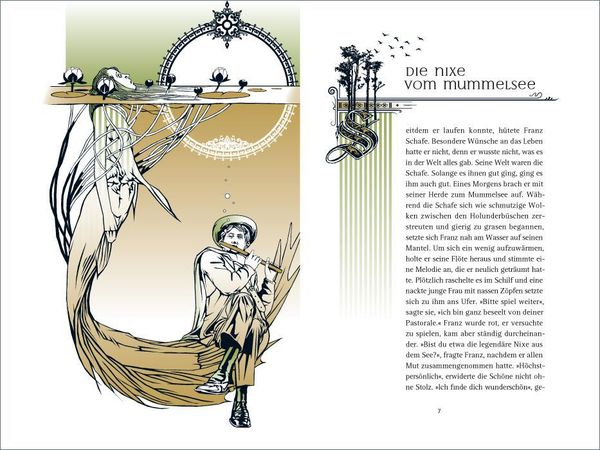 DIE NIXE
VOM MUMMELSEE
S
eitdem er laufen konnte, hütete Franz
Schafe. Besondere Wünsche an das Leben
hatte er nicht, denn er wusste nicht, was es
in der Welt alles gab. Seine Welt waren die
Schafe. Solange es ihnen gut ging, ging es
ihm auch gut. Eines Morgens brach er mit
seiner Herde zum Mummelsee auf. Wäh-
rend die Schafe sich wie schmutzige Wol-
ken zwischen den Holunderbüschen zer-
streuten und gierig zu grasen begannen,
setzte sich Franz nah am Wasser auf seinen
Mantel. Um sich ein wenig aufzuwärmen,
holte er seine Flöte heraus und stimmte ei-
ne Melodie an, die er neulich geträumt hat-
te. Plötzlich raschelte es im Schilf und eine
nackte junge Frau mit nassen Zöpfen setzte
sich zu ihm ans Ufer. »Bitte spiel weiter«,
sagte sie, »ich bin ganz beseelt von deiner
Pastorale.« Franz wurde rot, er versuchte
zu spielen, kam aber ständig durcheinan-
der. »Bist du etwa die legendäre Nixe aus
dem See?«, fragte Franz, nachdem er allen
Mut zusammengenommen hatte. »Höchst-
persönlich«, erwiderte die Schöne nicht oh-
ne Stolz. »Ich finde dich wunderschön«, ge-
7